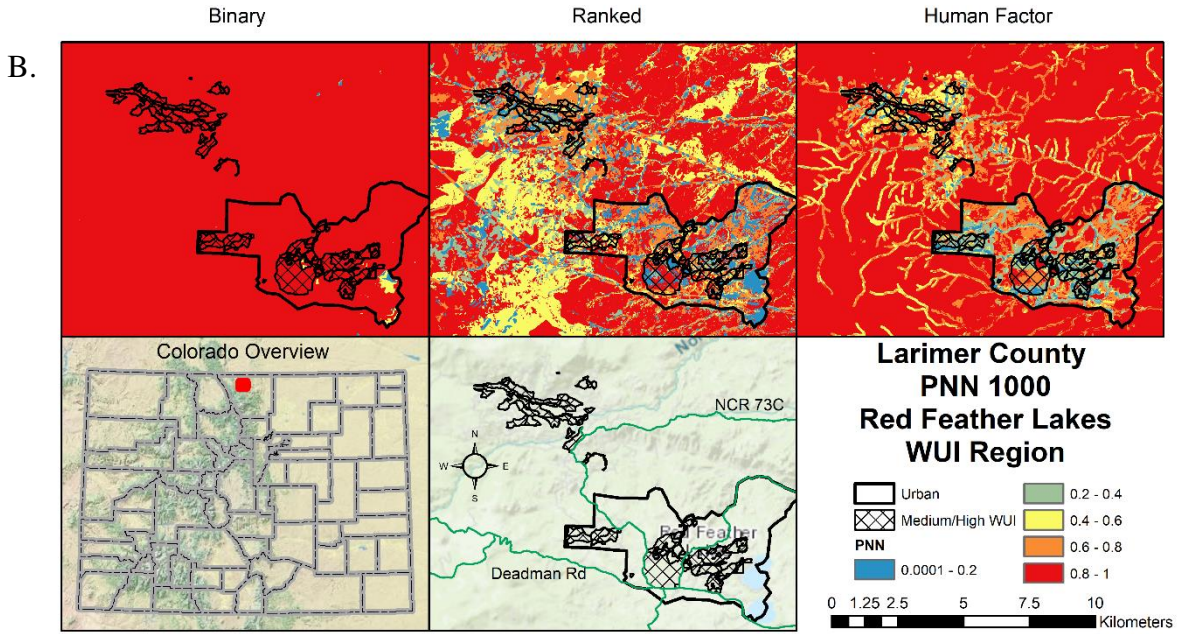 Binary
Ranked
Human Factor
B.
Colorado Overview
NCR 73C
N
W E
S
Red Feather
Deadman Rd
Larimer County
PNN 1000
Red Feather Lakes
WUI Region
Urban
Medium/High WUI
PNN
0.0001 - 0.2
0.2 - 0.4
0.4 - 0.6
0.6 - 0.8
0.8 - 1
0 1.25 2.5 5 7.5 10
Kilometers